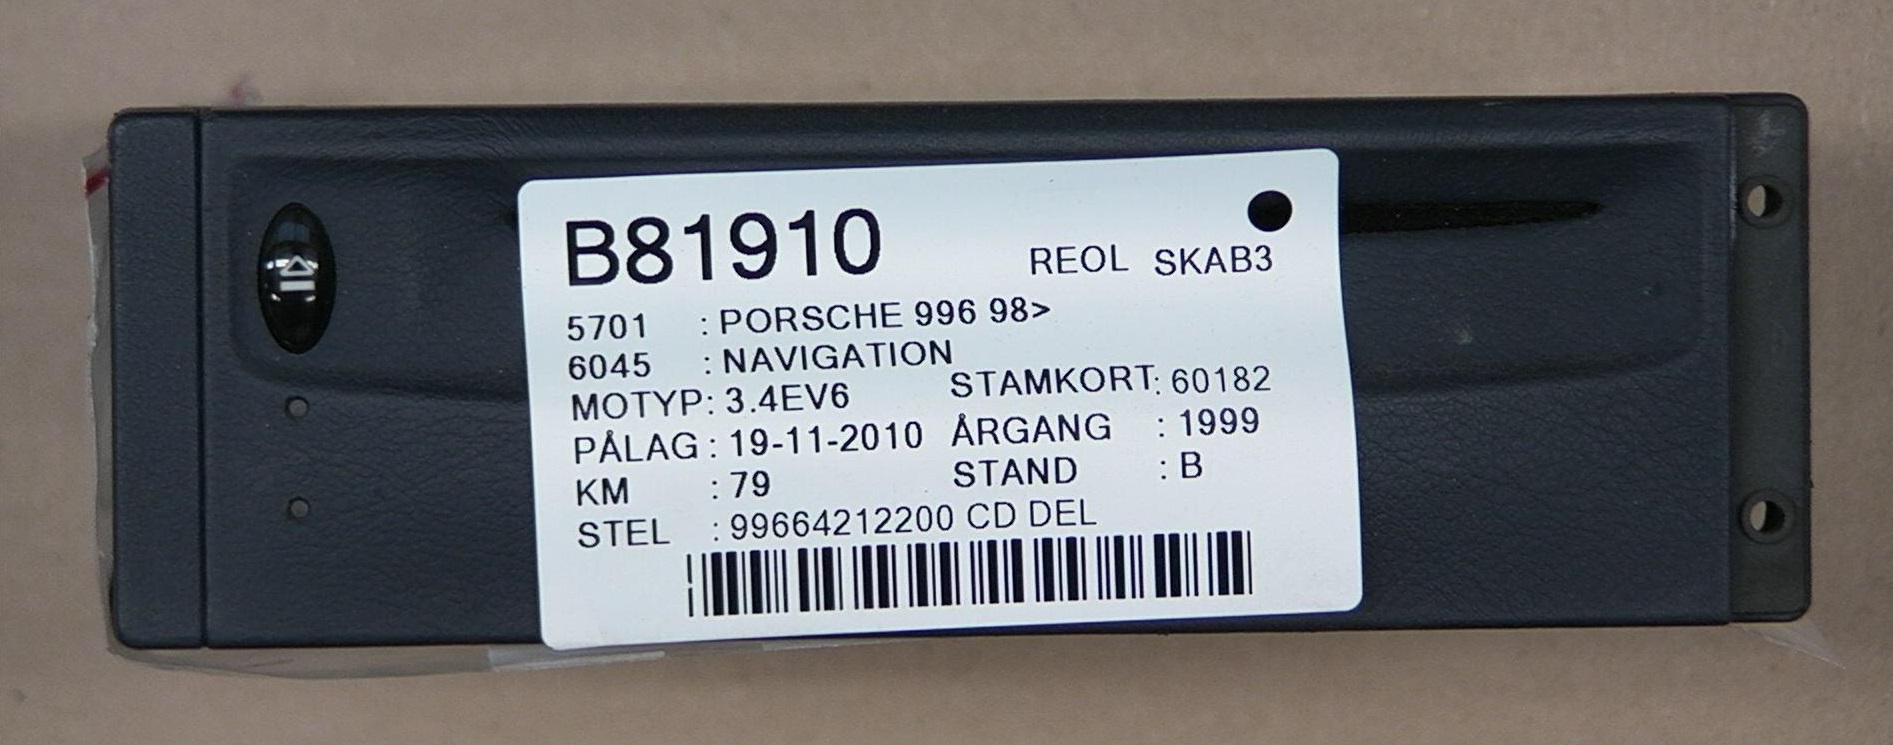 B81910
REOL SKAB3
5701 : PORSCHE 996 98>
6045 : NAVIGATION
MOTYP: 3.4EV6 STAMKORT: 60182
PÅLAG : 19-11-2010 ÅRGANG : 1999
KM : 79 STAND : B
STEL : 99664212200 CD DEL